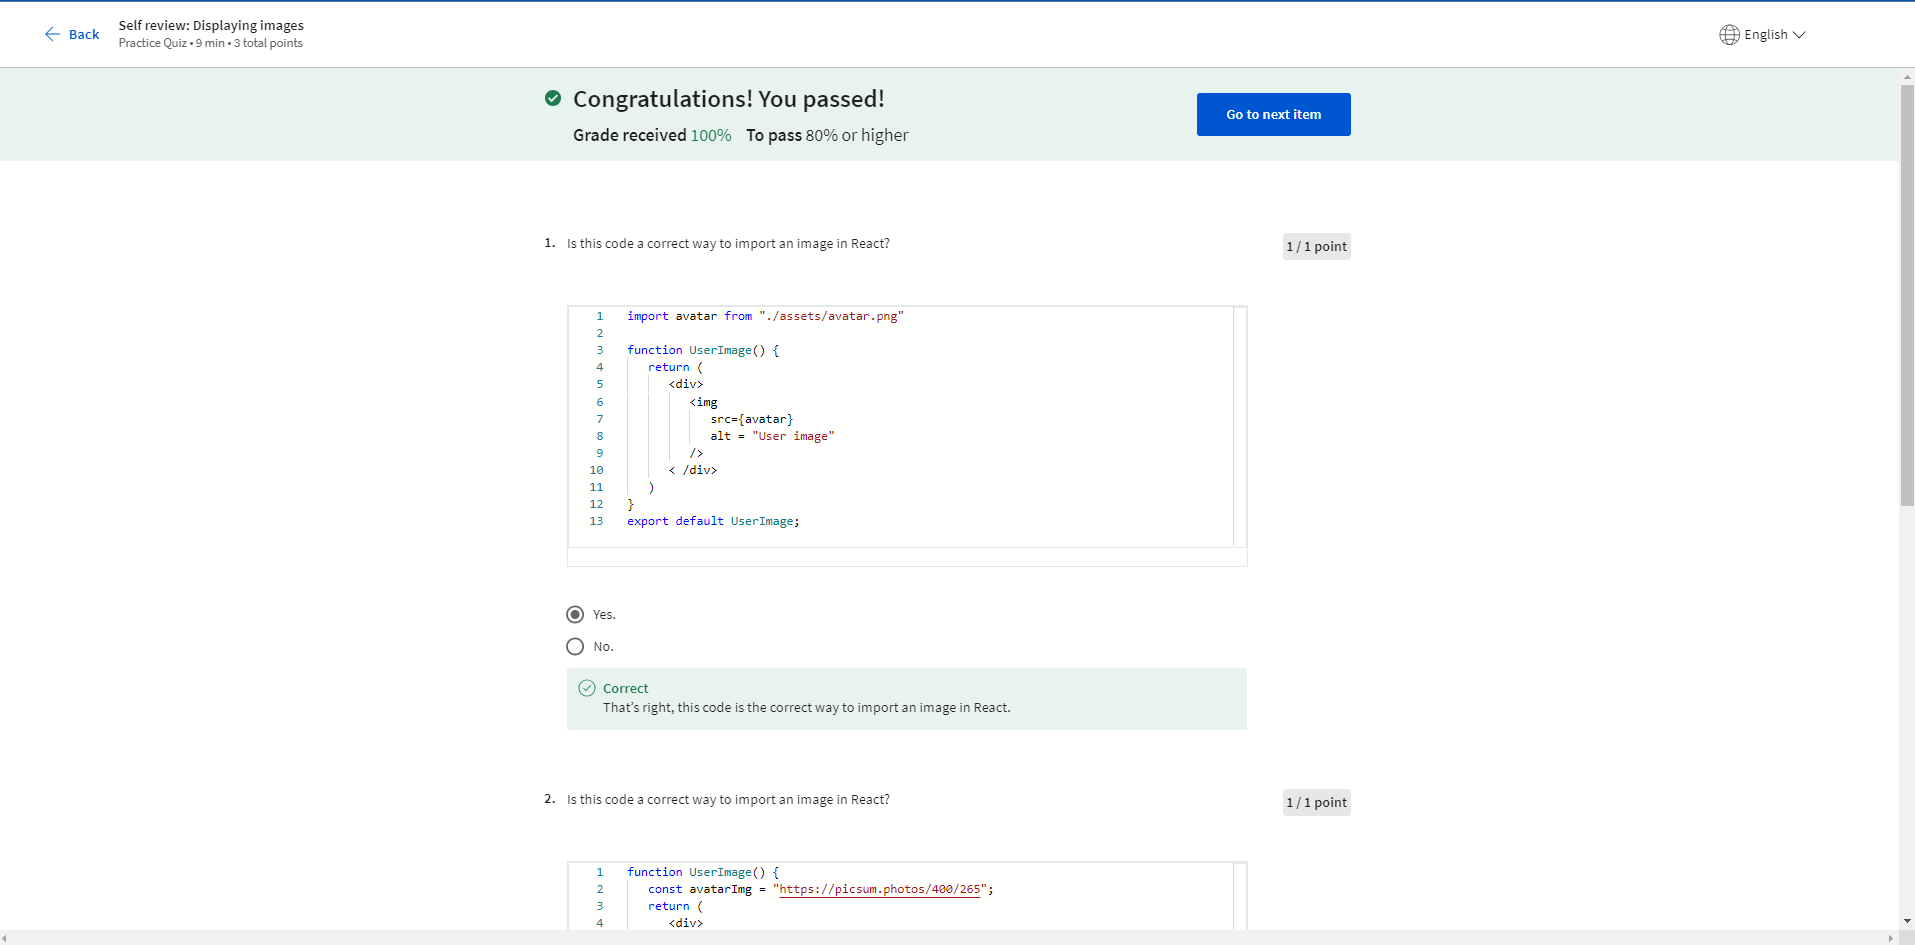 Back
Self review: Displaying images
Practice Quiz • 9 min • 3 total points
English
Congratulations! You passed!
Grade received 100% To pass 80% or higher
Go to next item
1. Is this code a correct way to import an image in React?
1 / 1 point
1 import avatar from "./assets/avatar.png"
2
3 function UserImage() {
4 return (
5 <div>
6 <img
7 src={avatar}
8 alt = "User image"
9 />
10 < /div>
11 )
12 }
13 export default UserImage;
Yes.
No.
Correct
That's right, this code is the correct way to import an image in React.
2. Is this code a correct way to import an image in React?
1 / 1 point
1 function UserImage() {
2 const avatarImg = "https://picsum.photos/400/265";
3 return (
4 <div>